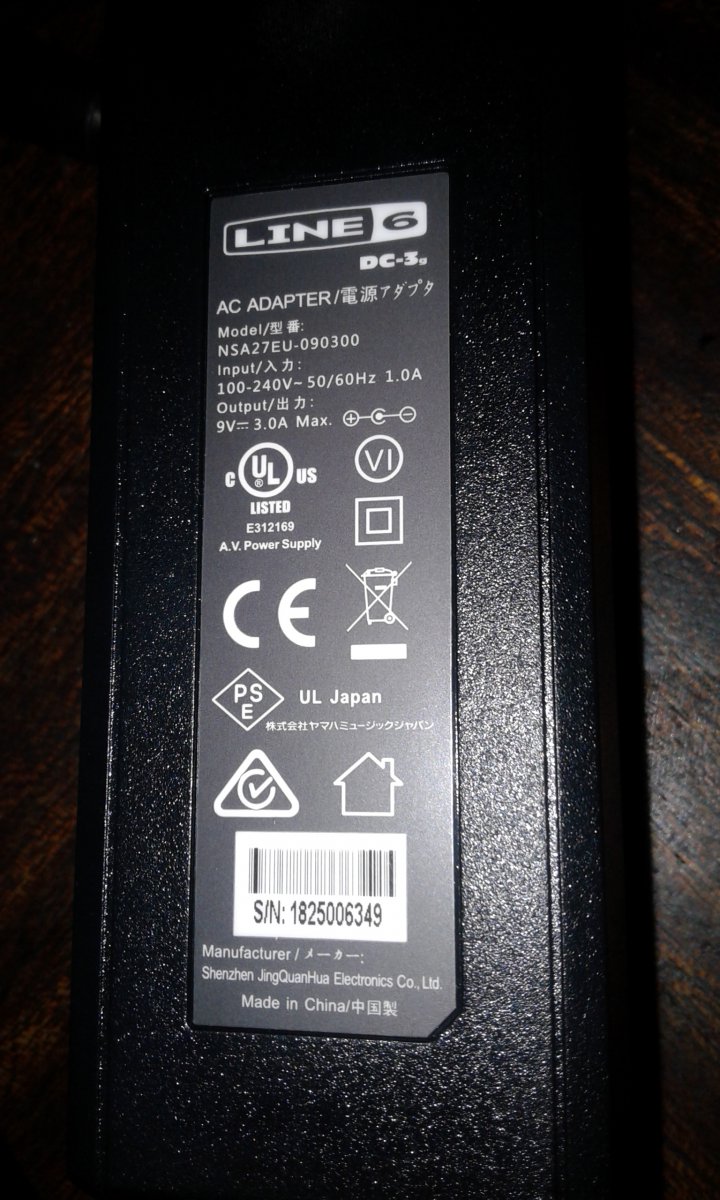 LINE 6
DC-3g
AC ADAPTER/電源アダプタ
Model/型番:
NSA27EU-090300
Input/入力:
100-240V~ 50/60Hz 1.0A
Output/出力:
9V⎓3.0A Max.
VI
C UL® US
LISTED
E312169
A.V. Power Supply
CE
PS
E
UL Japan
株式会社ヤマハミュージックジャパン
S/N: 1825006349
Manufacturer/メーカー:
Shenzhen JingQuanHua Electronics Co., Ltd.
Made in China/中国製